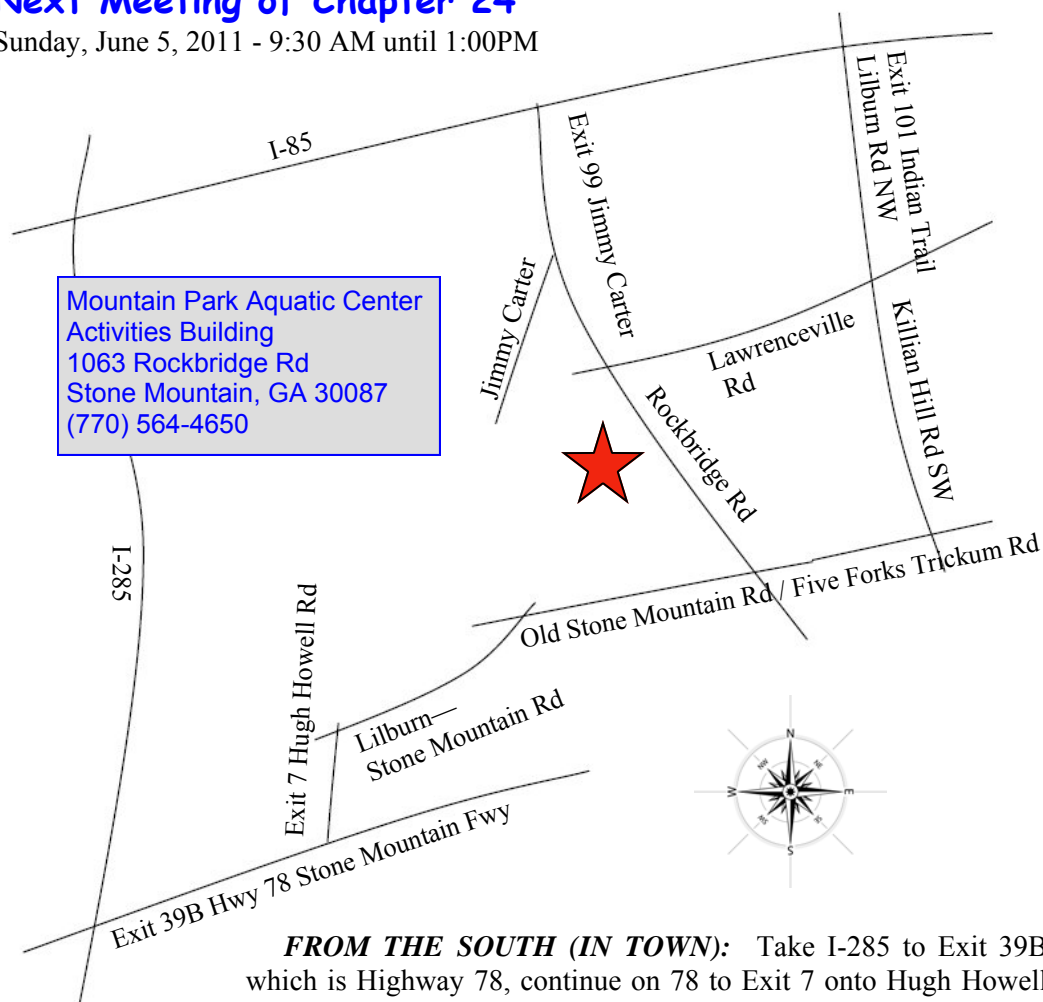 Next Meeting of Chapter 24
Sunday, June 5, 2011 - 9:30 AM until 1:00PM
I-85
Exit 99 Jimmy Carter
Exit 101 Indian Trail
Lilburn Rd NW
Mountain Park Aquatic Center
Activities Building
1063 Rockbridge Rd
Stone Mountain, GA 30087
(770) 564-4650
Jimmy Carter
Lawrenceville
Rd
Killian Hill Rd SW
Rockbridge Rd
I-285
Old Stone Mountain Rd / Five Forks Trickum Rd
Exit 7 Hugh Howell Rd
Lilburn—
Stone Mountain Rd
Exit 39B Hwy 78 Stone Mountain Fwy
N
NW
NE
W
E
SW
SE
S
FROM THE SOUTH (IN TOWN): Take I-285 to Exit 39B
which is Highway 78, continue on 78 to Exit 7 onto Hugh Howell